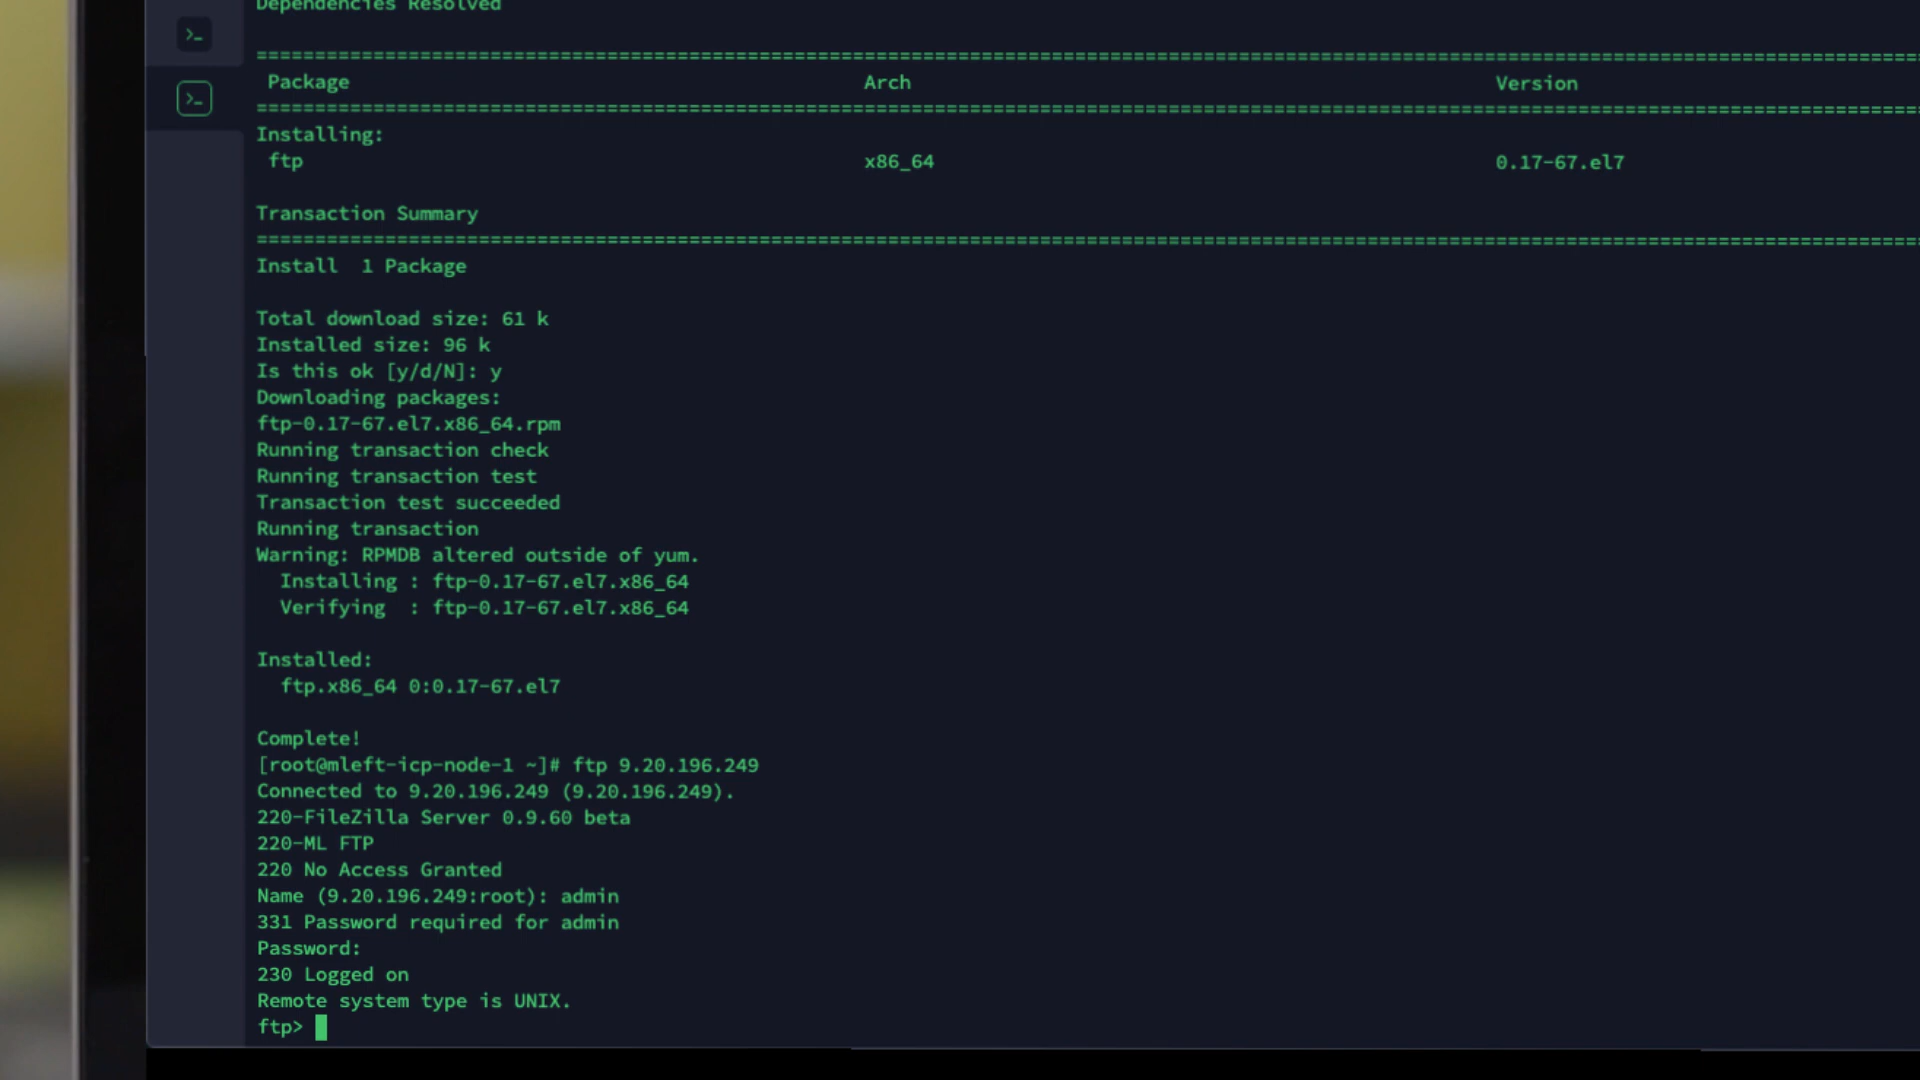 Dependencies Resolved
>_
================================================================================
Package Arch Version
================================================================================
>_
Installing:
ftp x86_64 0.17-67.el7
Transaction Summary
================================================================================
Install  1 Package
Total download size: 61 k
Installed size: 96 k
Is this ok [y/d/N]: y
Downloading packages:
ftp-0.17-67.el7.x86_64.rpm
Running transaction check
Running transaction test
Transaction test succeeded
Running transaction
Warning: RPMDB altered outside of yum.
  Installing : ftp-0.17-67.el7.x86_64
  Verifying  : ftp-0.17-67.el7.x86_64
Installed:
  ftp.x86_64 0:0.17-67.el7
Complete!
[root@mleft-icp-node-1 ~]# ftp 9.20.196.249
Connected to 9.20.196.249 (9.20.196.249).
220-FileZilla Server 0.9.60 beta
220-ML FTP
220 No Access Granted
Name (9.20.196.249:root): admin
331 Password required for admin
Password:
230 Logged on
Remote system type is UNIX.
ftp>